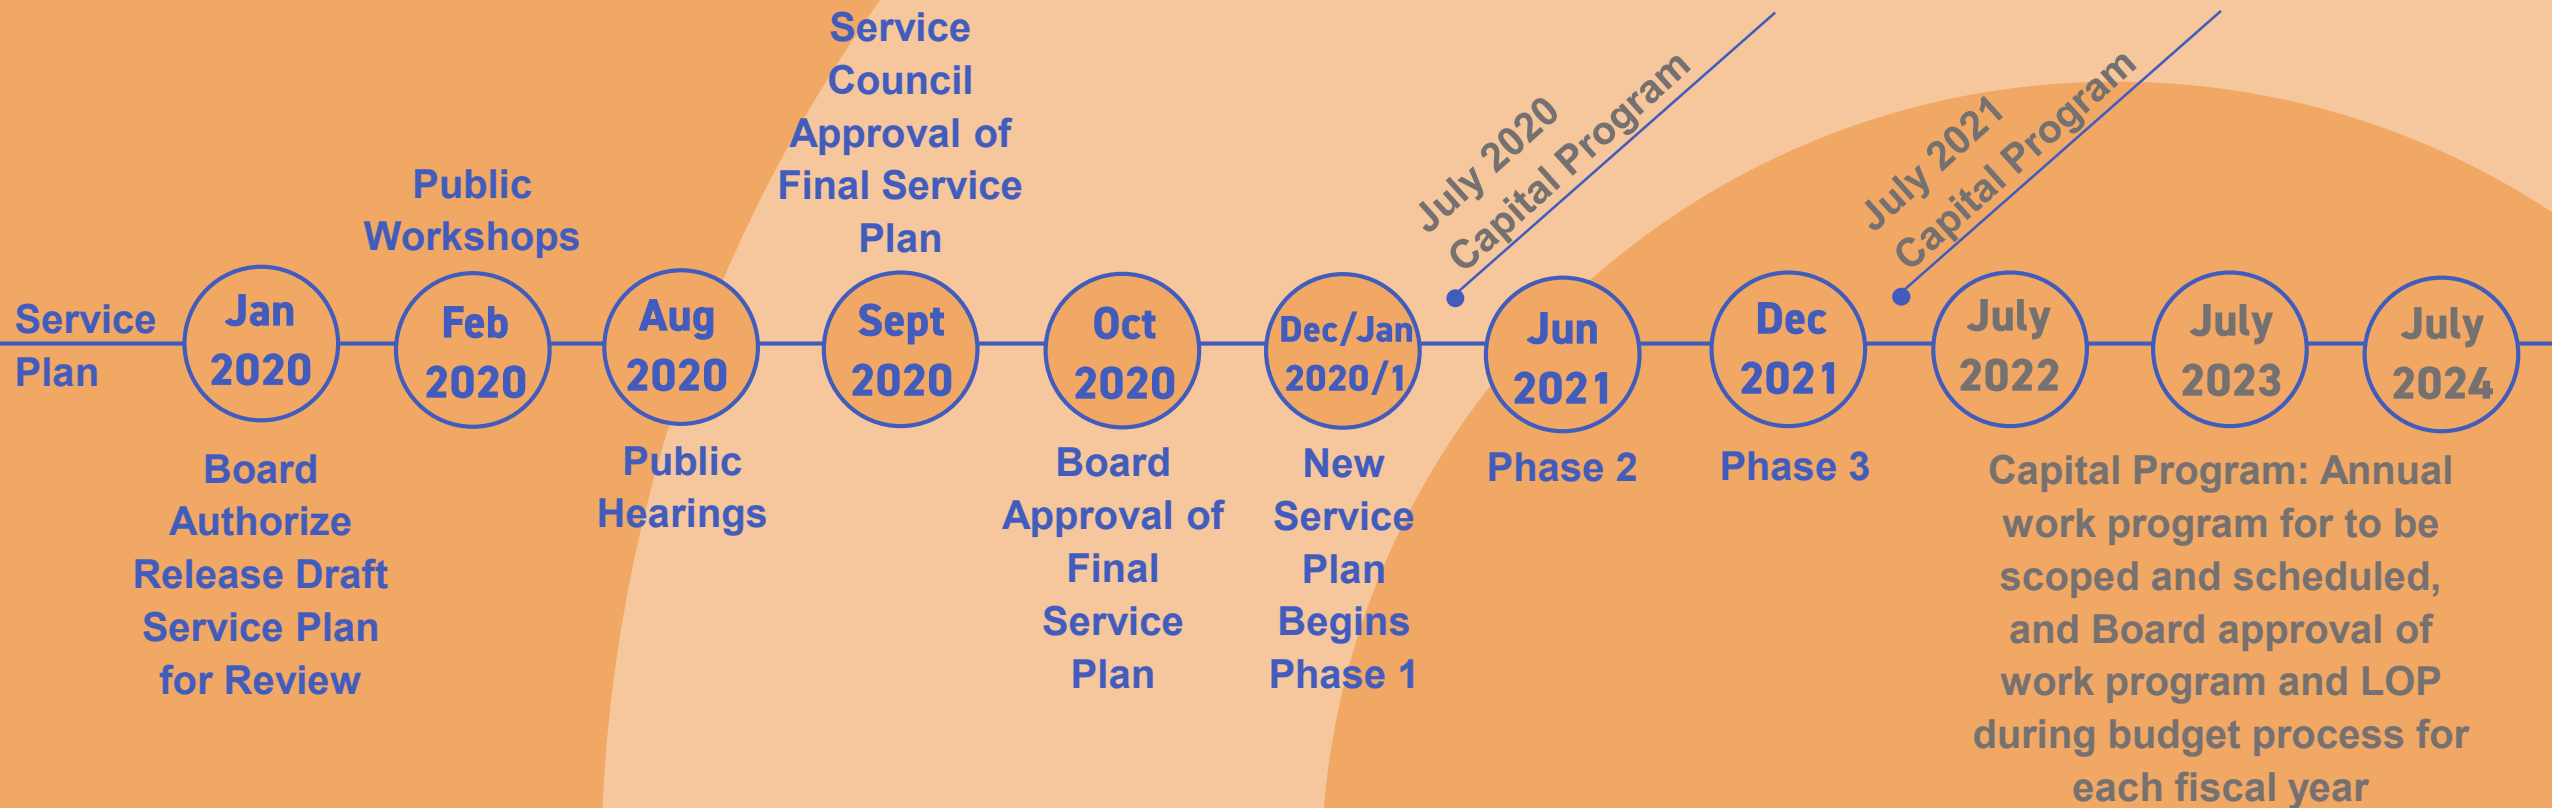 Service
Plan
Jan
2020
Board
Authorize
Release Draft
Service Plan
for Review
Public
Workshops
Feb
2020
Aug
2020
Public
Hearings
Service
Council
Approval of
Final Service
Plan
Sept
2020
Oct
2020
Board
Approval of
Final
Service
Plan
Dec/Jan
2020/1
New
Service
Plan
Begins
Phase 1
July 2020
Capital Program
Jun
2021
Phase 2
Dec
2021
Phase 3
July 2021
Capital Program
July
2022
July
2023
July
2024
Capital Program: Annual
work program for to be
scoped and scheduled,
and Board approval of
work program and LOP
during budget process for
each fiscal year